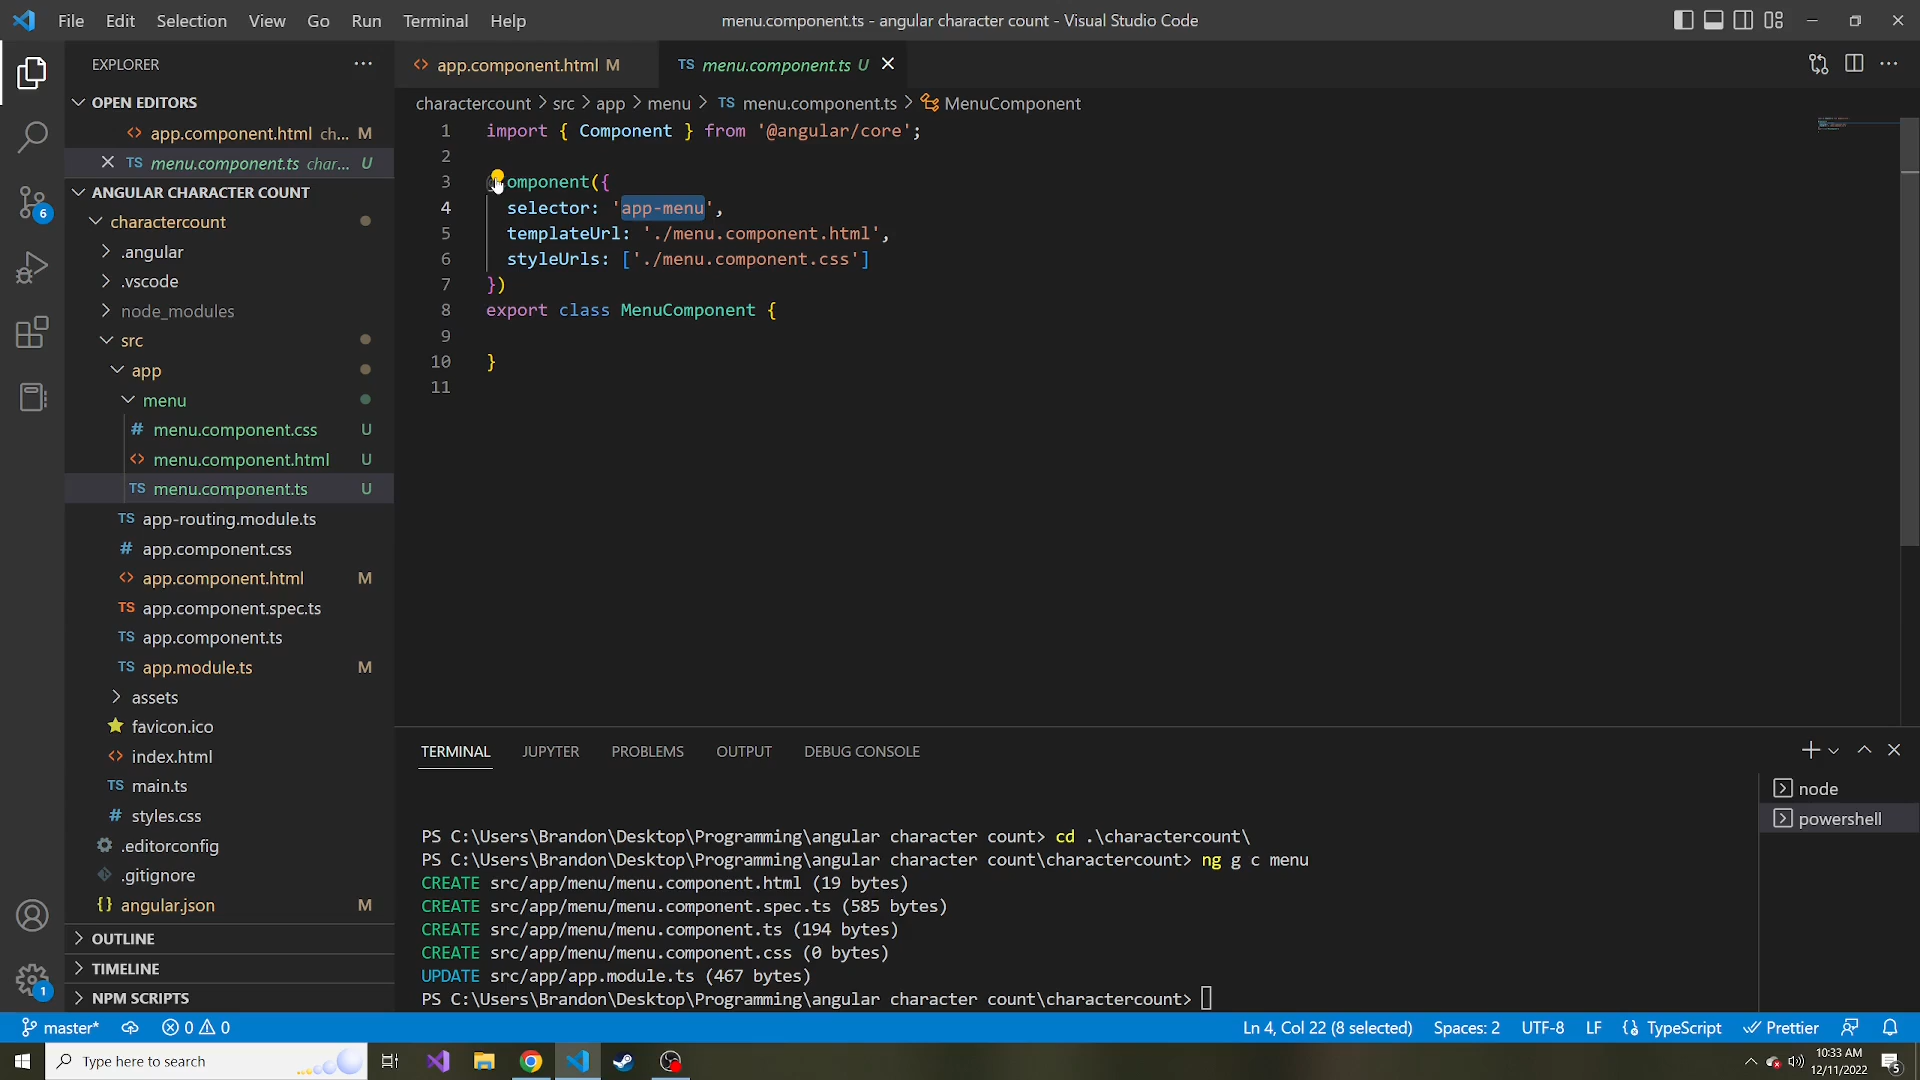 File Edit Selection View Go Run Terminal Help
menu.component.ts - angular character count - Visual Studio Code
EXPLORER
OPEN EDITORS
app.component.html ch... M
menu.component.ts char... U
ANGULAR CHARACTER COUNT
charactercount
.angular
.vscode
node_modules
src
app
menu
menu.component.css U
menu.component.html U
TS menu.component.ts U
TS app-routing.module.ts
app.component.css
app.component.html M
TS app.component.spec.ts
TS app.component.ts
TS app.module.ts M
assets
favicon.ico
index.html
TS main.ts
styles.css
.editorconfig
.gitignore
{} angular.json M
OUTLINE
TIMELINE
NPM SCRIPTS
6
1
app.component.html M
TS menu.component.ts U
charactercount > src > app > menu > TS menu.component.ts > MenuComponent
1 import { Component } from '@angular/core';
2
3 omponent({
4 selector: 'app-menu',
5 templateUrl: './menu.component.html',
6 styleUrls: ['./menu.component.css']
7 })
8 export class MenuComponent {
9
10 }
11
TERMINAL JUPYTER PROBLEMS OUTPUT DEBUG CONSOLE
node
powershell
PS C:\Users\Brandon\Desktop\Programming\angular character count> cd .\charactercount\
PS C:\Users\Brandon\Desktop\Programming\angular character count\charactercount> ng g c menu
CREATE src/app/menu/menu.component.html (19 bytes)
CREATE src/app/menu/menu.component.spec.ts (585 bytes)
CREATE src/app/menu/menu.component.ts (194 bytes)
CREATE src/app/menu/menu.component.css (0 bytes)
UPDATE src/app/app.module.ts (467 bytes)
PS C:\Users\Brandon\Desktop\Programming\angular character count\charactercount>
master* 0 0 Ln 4, Col 22 (8 selected) Spaces: 2 UTF-8 LF {} TypeScript Prettier
Type here to search
10:33 AM
12/11/2022
5